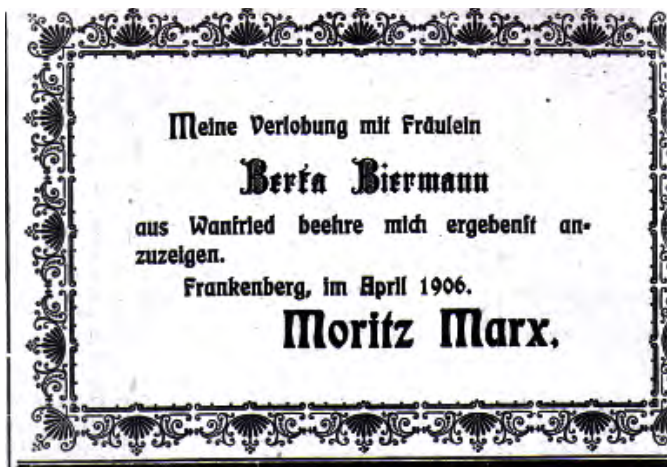 Meine Verlobung mit Fräulein
Berta Biermann
aus Wanfried beehre mich ergebenst an-
zuzeigen.
Frankenberg, im April 1906.
Moritz Marx.